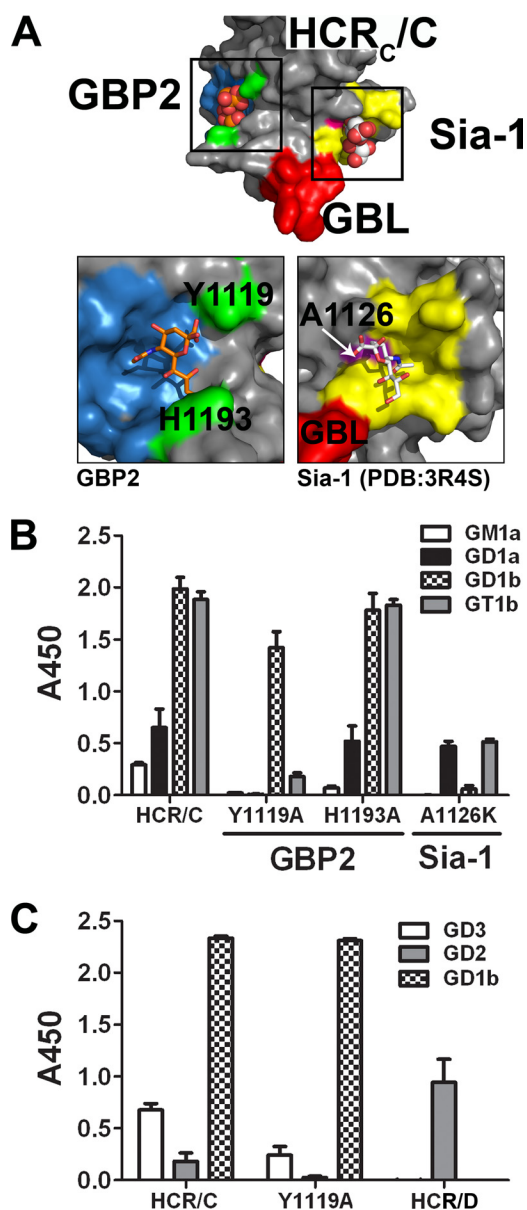 A
HCRC/C
GBP2
Sia-1
GBL
Y1119
H1193
GBP2
A1126
GBL
Sia-1 (PDB:3R4S)
B
A450
2.5
2.0
1.5
1.0
0.5
0.0
GM1a
GD1a
GD1b
GT1b
HCR/C Y1119A H1193A A1126K
GBP2 Sia-1
C
A450
2.5
2.0
1.5
1.0
0.5
0.0
GD3
GD2
GD1b
HCR/C Y1119A HCR/D